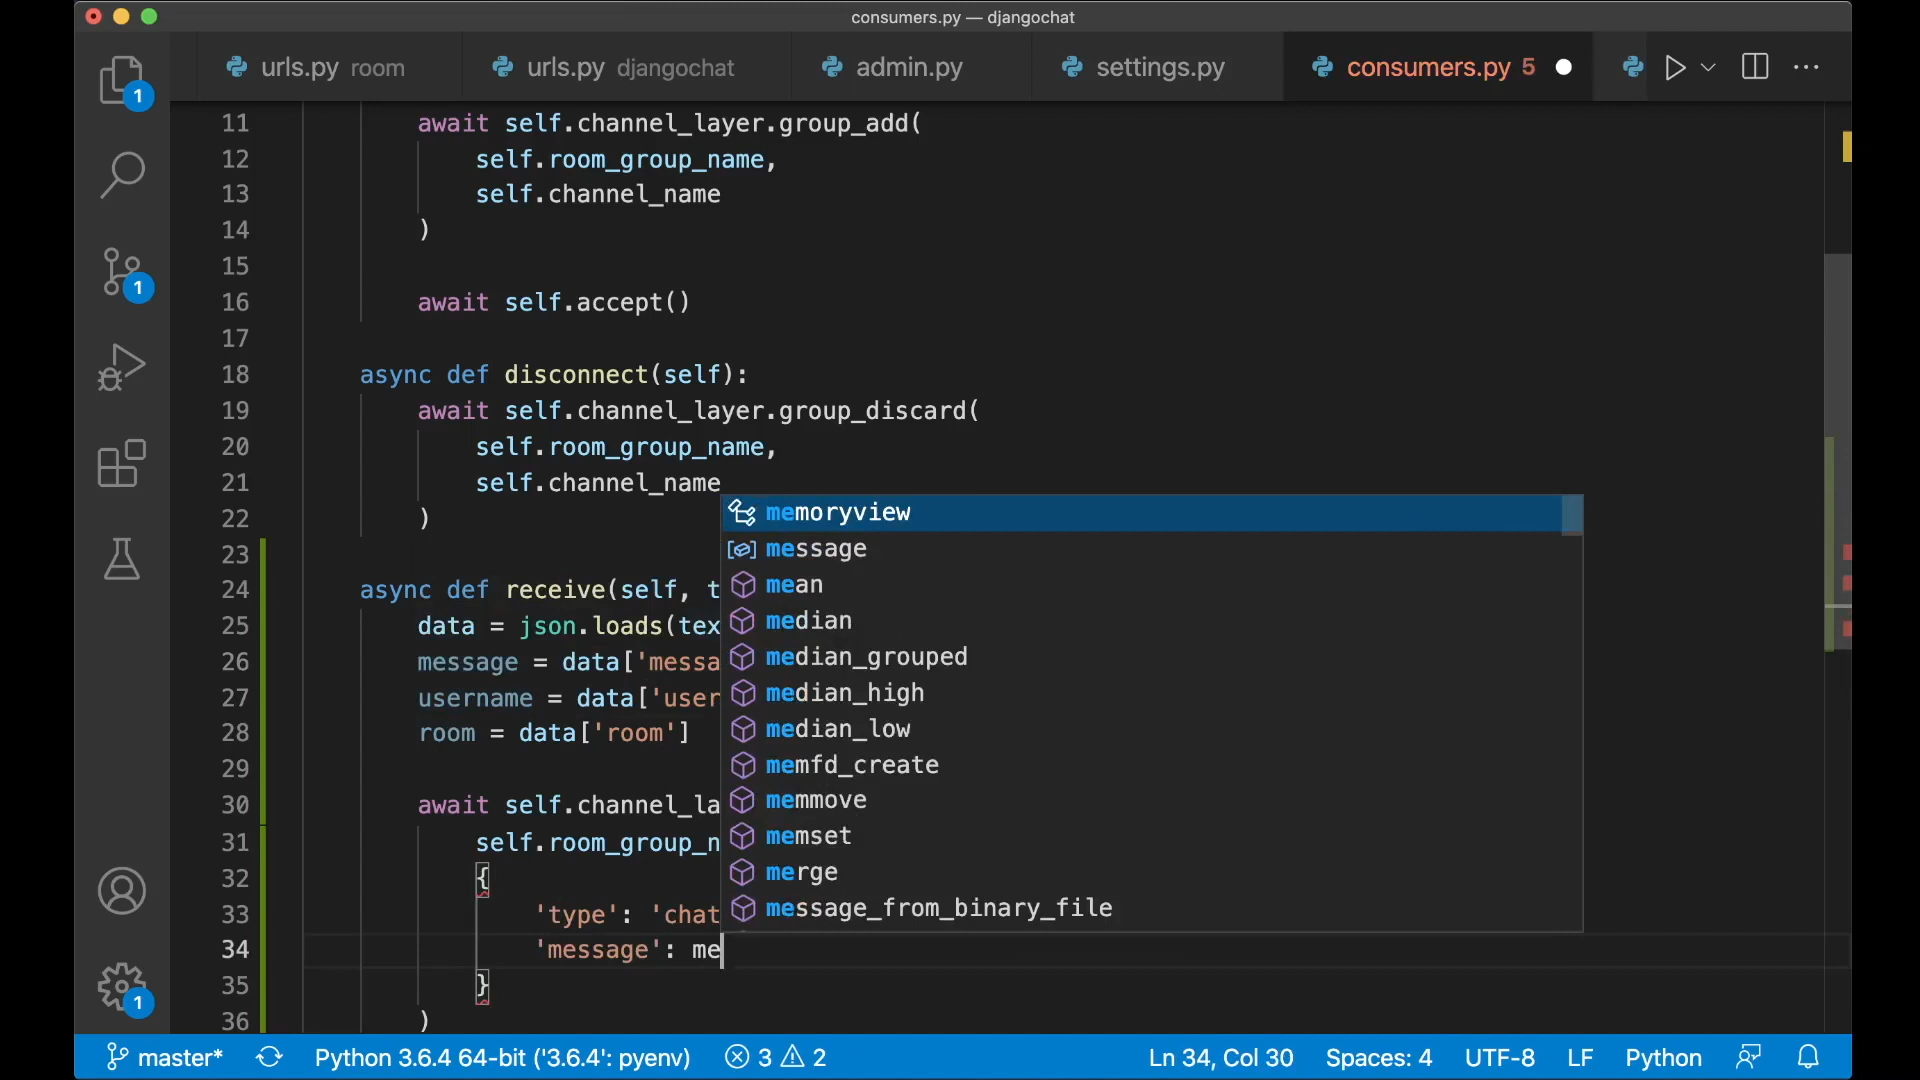 consumers.py — djangochat
urls.py room urls.py djangochat admin.py settings.py consumers.py 5
11 await self.channel_layer.group_add(
12 self.room_group_name,
13 self.channel_name
14 )
15
16 await self.accept()
17
18 async def disconnect(self):
19 await self.channel_layer.group_discard(
20 self.room_group_name,
21 self.channel_name
22 )
23
24 async def receive(self, t
25 data = json.loads(tex
26 message = data['messa
27 username = data['user
28 room = data['room']
29
30 await self.channel_la
31 self.room_group_n
32 {
33 'type': 'chat
34 'message': me
35 }
36 )
memoryview
message
mean
median
median_grouped
median_high
median_low
memfd_create
memmove
memset
merge
message_from_binary_file
1
1
1
master* Python 3.6.4 64-bit ('3.6.4': pyenv) 3 2 Ln 34, Col 30 Spaces: 4 UTF-8 LF Python